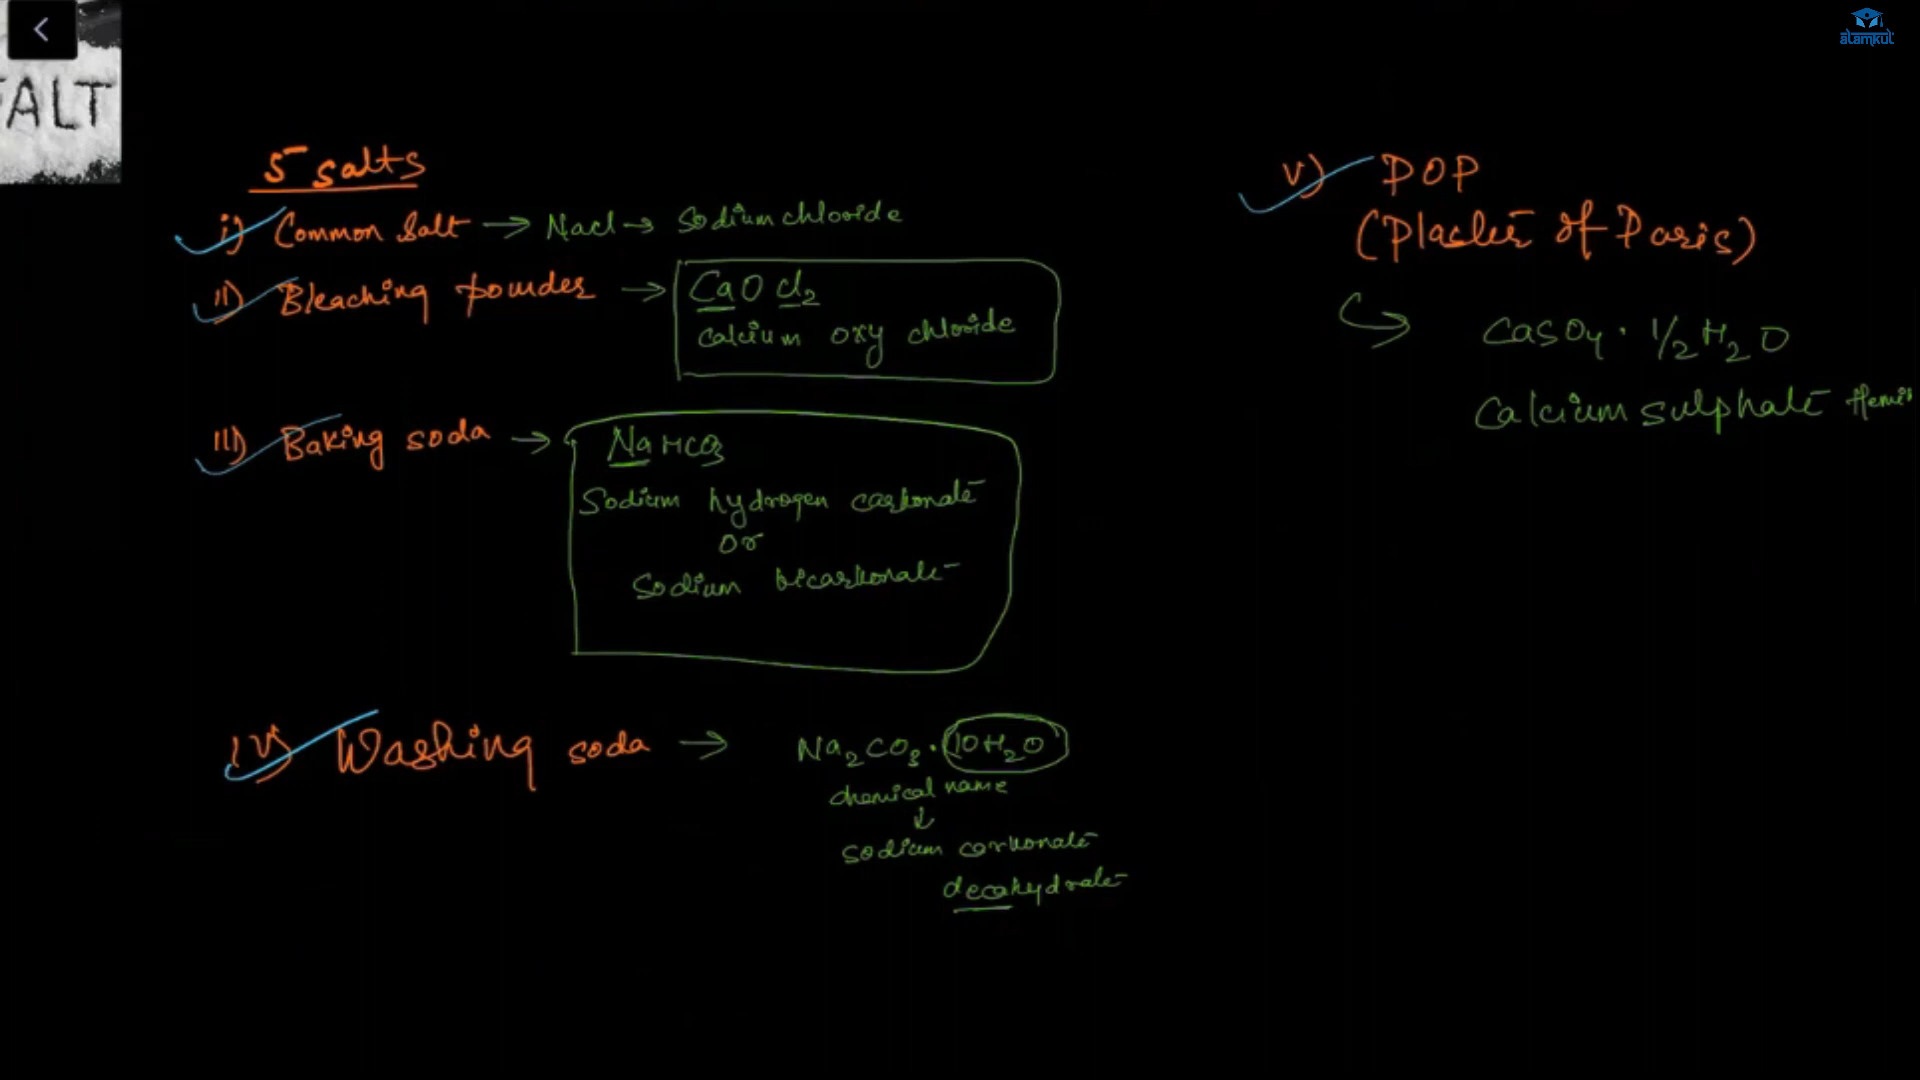 alamkul
ALT
5 salts
i) Common Salt → Nacl → Sodium chloride
II) Bleaching powder → CaOCl₂
calcium oxy chloride
III) Baking soda → NaHCO₃
Sodium hydrogen carbonate
Or
Sodium bicarbonate
IV) Washing soda → Na₂CO₃·10H₂O
chemical name
↓
sodium carbonate
decahydrate
V) POP
(Plaster of Paris)
↪ CaSO₄·1/2H₂O
Calcium sulphate Hemi